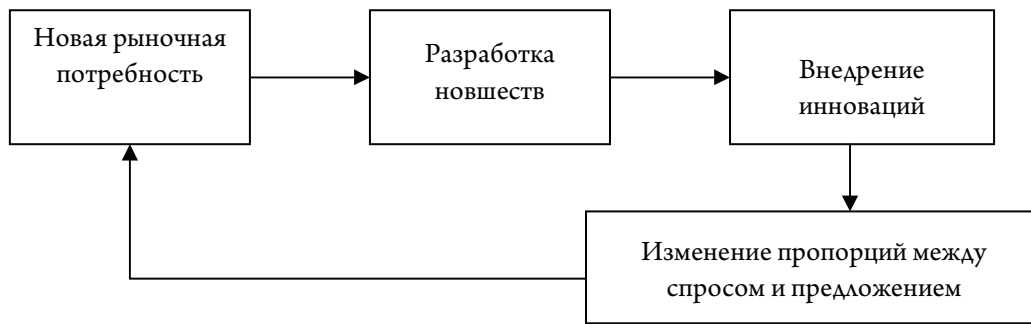 Новая рыночная
потребность
Разработка
новшеств
Внедрение
инноваций
Изменение пропорций между
спросом и предложением